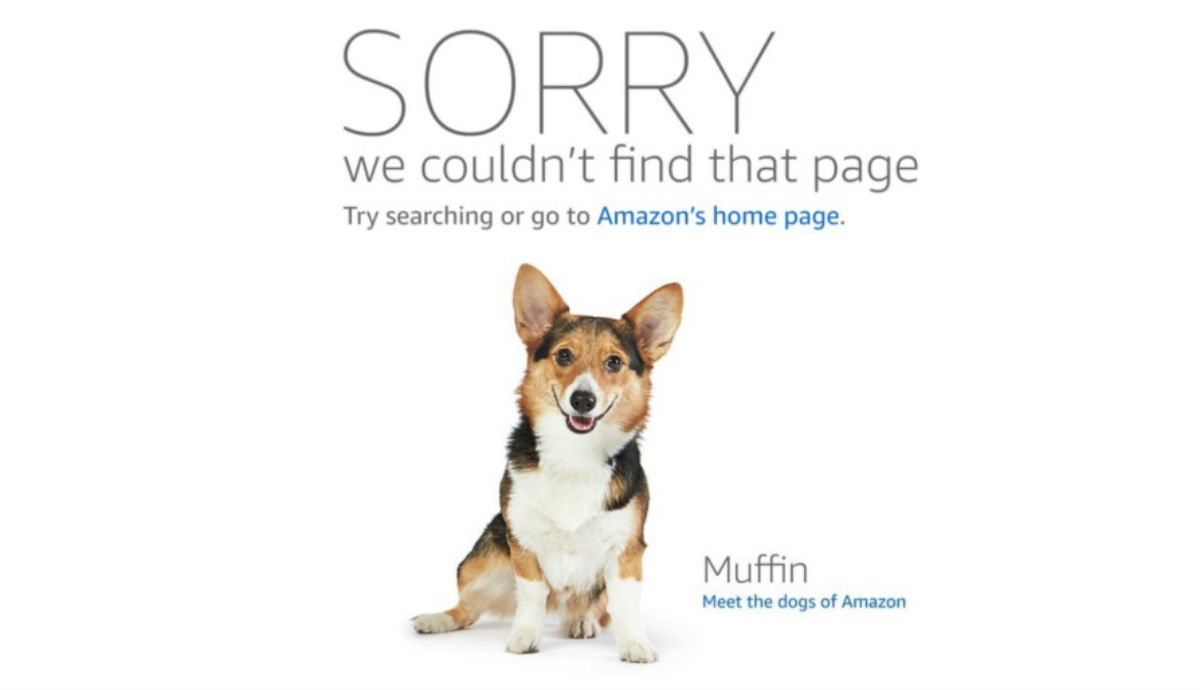 SORRY
we couldn't find that page
Try searching or go to Amazon's home page.
Muffin
Meet the dogs of Amazon